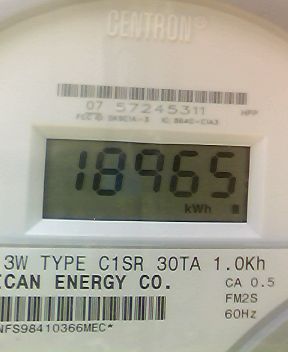 CENTRON®
07 57245311 HPP
18965
kWh
3W TYPE C1SR 30TA 1.0Kh
ICAN ENERGY CO. CA 0.5
FM2S
NFS98410366MEC* 60Hz